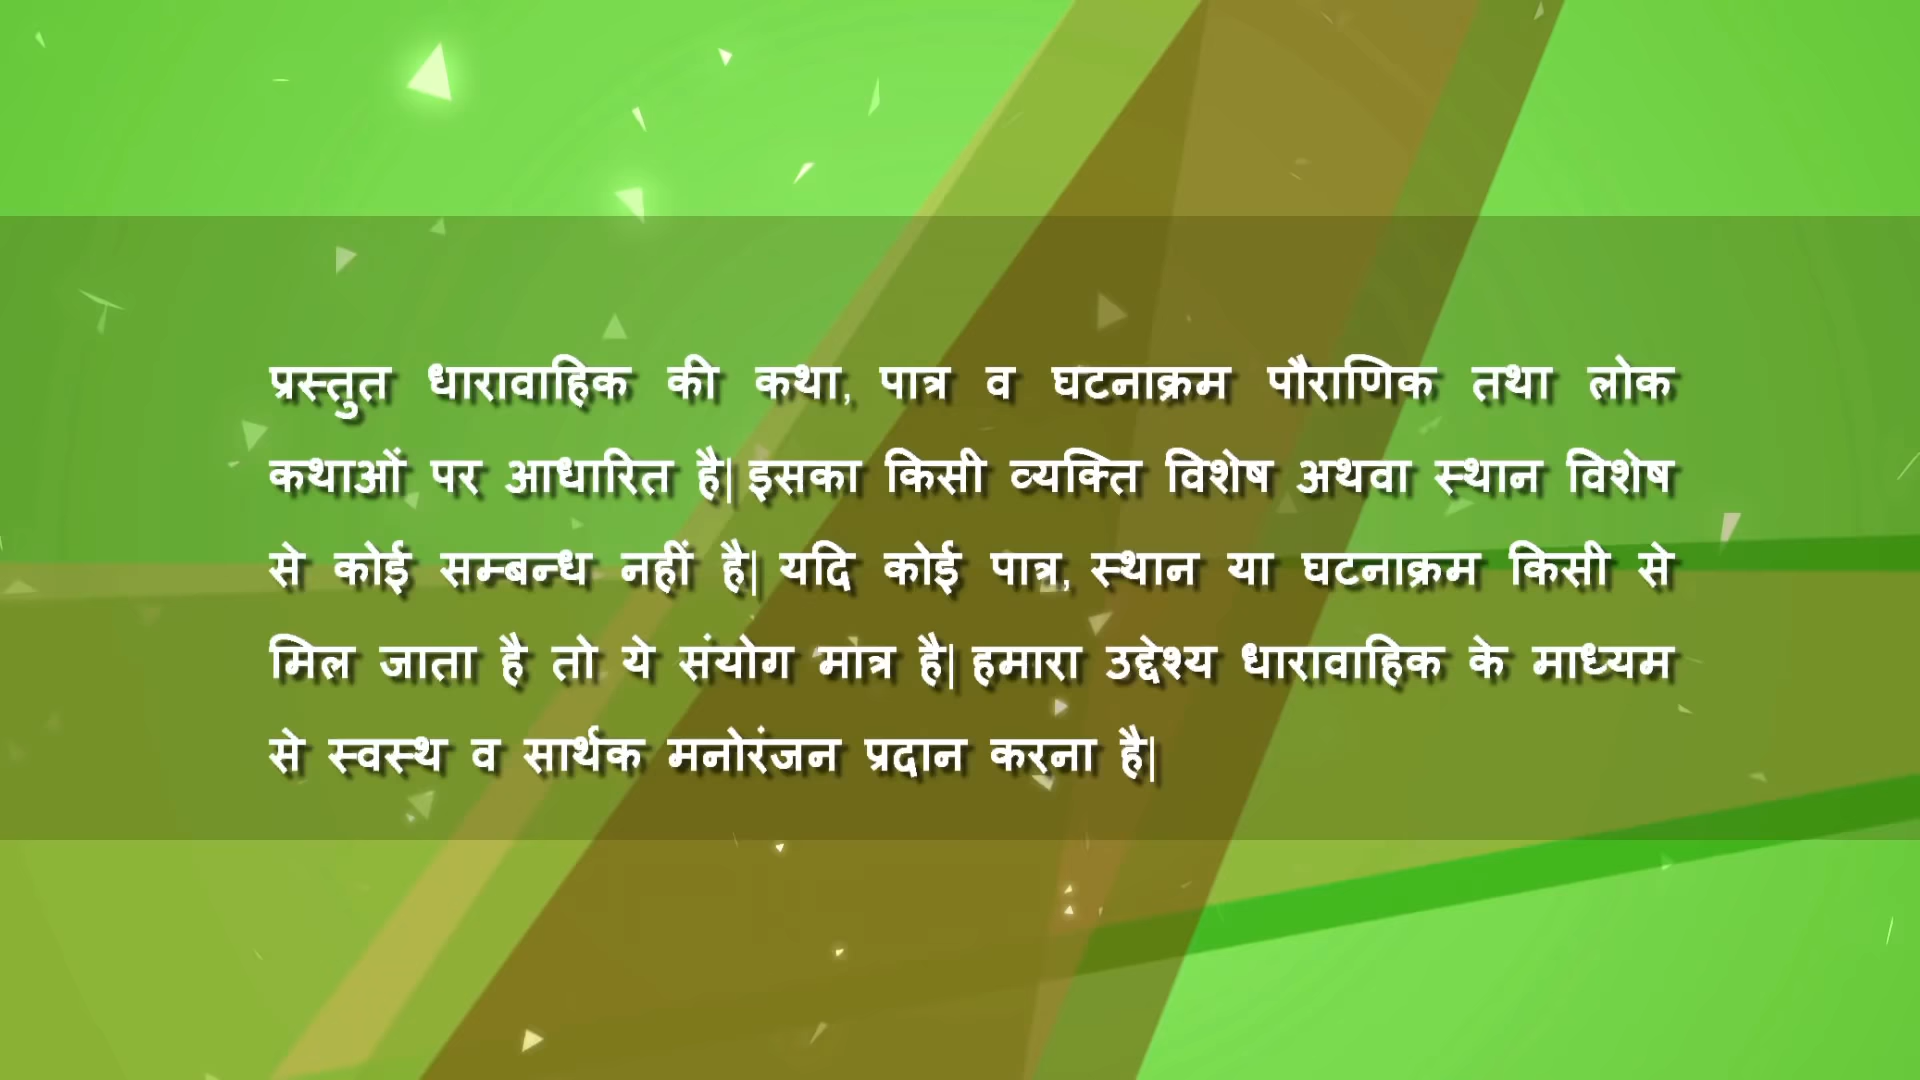 प्रस्तुत धारावाहिक की कथा, पात्र व घटनाक्रम पौराणिक तथा लोक
कथाओं पर आधारित है| इसका किसी व्यक्ति विशेष अथवा स्थान विशेष
से कोई सम्बन्ध नहीं है| यदि कोई पात्र, स्थान या घटनाक्रम किसी से
मिल जाता है तो ये संयोग मात्र है| हमारा उद्देश्य धारावाहिक के माध्यम
से स्वस्थ व सार्थक मनोरंजन प्रदान करना है|